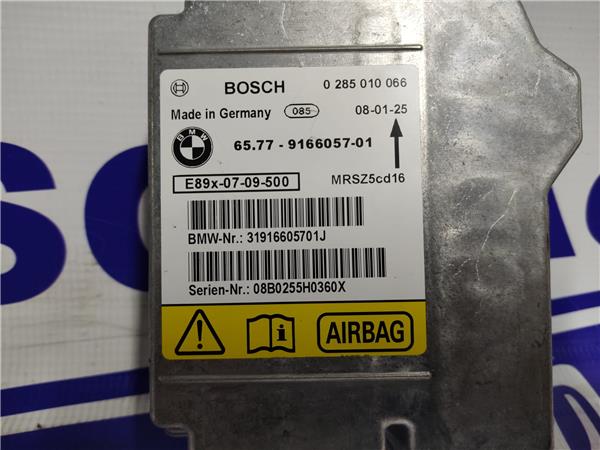 BOSCH 0 285 010 066
Made in Germany 085 08-01-25
BMW 65.77 - 9166057-01
E89x-07-09-500 MRSZ5cd16
BMW-Nr.: 31916605701J
Serien-Nr.: 08B0255H0360X
AIRBAG